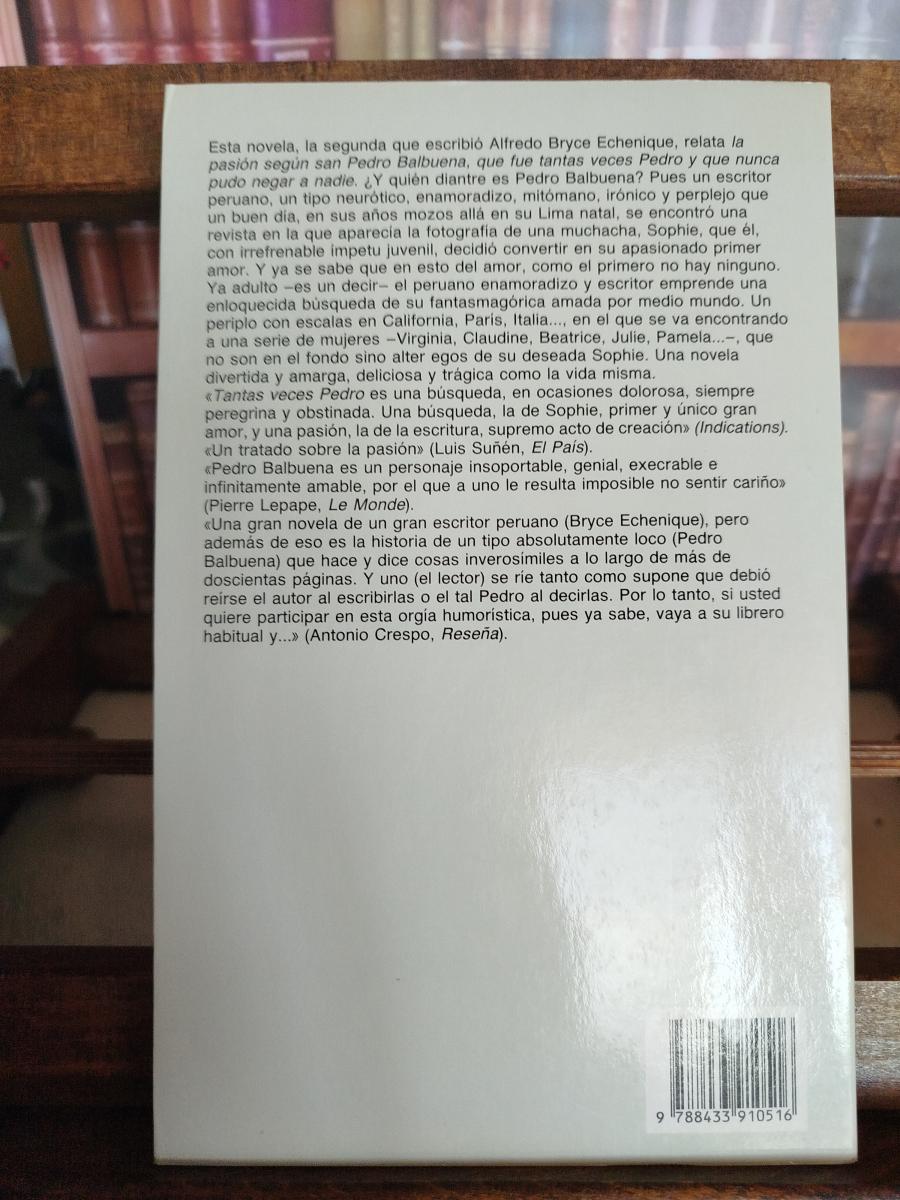 Esta novela, la segunda que escribió Alfredo Bryce Echenique, relata la
pasión según san Pedro Balbuena, que fue tantas veces Pedro y que nunca
pudo negar a nadie. ¿Y quién diantre es Pedro Balbuena? Pues un escritor
peruano, un tipo neurótico, enamoradizo, mitómano, irónico y perplejo que
un buen día, en sus años mozos allá en su Lima natal, se encontró una
revista en la que aparecía la fotografía de una muchacha, Sophie, que él,
con irrefrenable ímpetu juvenil, decidió convertir en su apasionado primer
amor. Y ya se sabe que en esto del amor, como el primero no hay ninguno.
Ya adulto –es un decir– el peruano enamoradizo y escritor emprende una
enloquecida búsqueda de su fantasmagórica amada por medio mundo. Un
periplo con escalas en California, París, Italia..., en el que se va encontrando
a una serie de mujeres –Virginia, Claudine, Beatrice, Julie, Pamela...–, que
no son en el fondo sino alter egos de su deseada Sophie. Una novela
divertida y amarga, deliciosa y trágica como la vida misma.
«Tantas veces Pedro es una búsqueda, en ocasiones dolorosa, siempre
peregrina y obstinada. Una búsqueda, la de Sophie, primer y único gran
amor, y una pasión, la de la escritura, supremo acto de creación» (Indications).
«Un tratado sobre la pasión» (Luis Suñén, El País).
«Pedro Balbuena es un personaje insoportable, genial, execrable e
infinitamente amable, por el que a uno le resulta imposible no sentir cariño»
(Pierre Lepape, Le Monde).
«Una gran novela de un gran escritor peruano (Bryce Echenique), pero
además de eso es la historia de un tipo absolutamente loco (Pedro
Balbuena) que hace y dice cosas inverosímiles a lo largo de más de
doscientas páginas. Y uno (el lector) se ríe tanto como supone que debió
reírse el autor al escribirlas o el tal Pedro al decirlas. Por lo tanto, si usted
quiere participar en esta orgía humorística, pues ya sabe, vaya a su librero
habitual y...» (Antonio Crespo, Reseña).
9 788433 910516